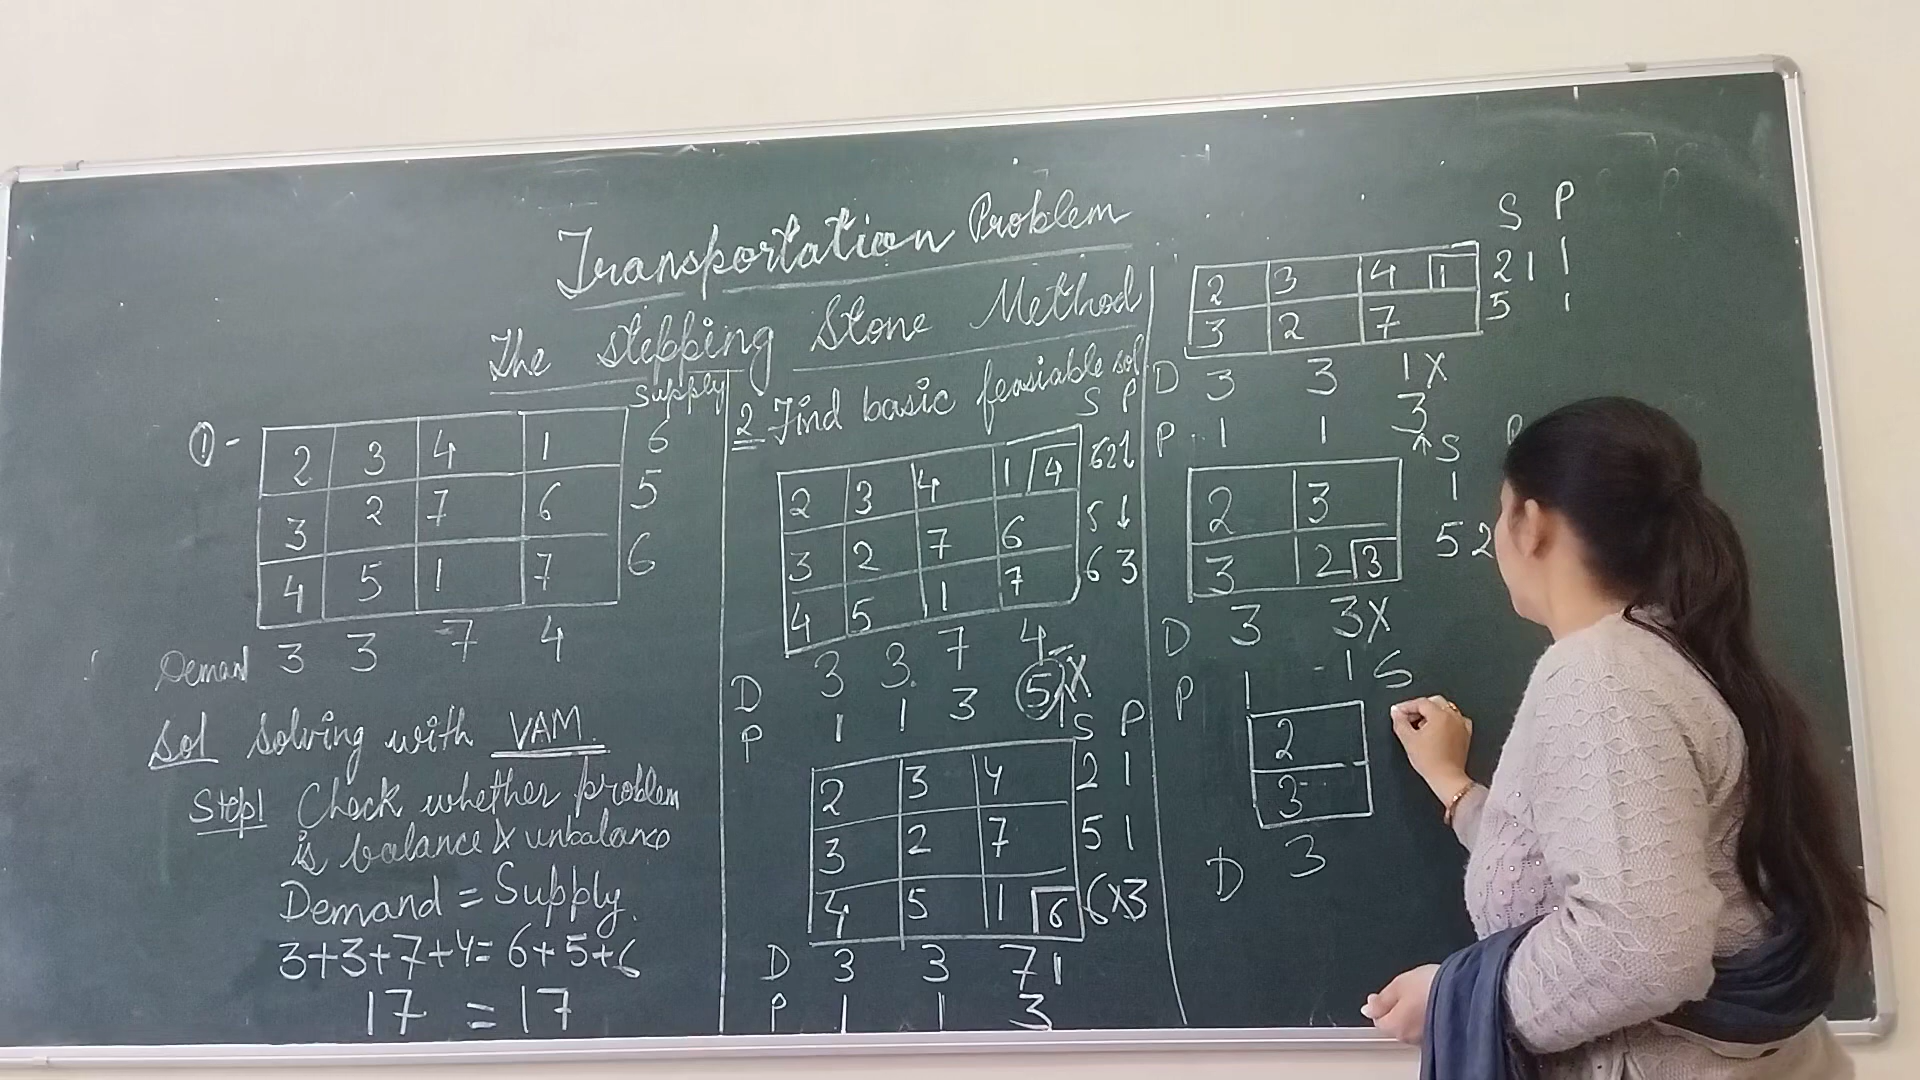 Transportation Problem
The Stepping Stone Method
Supply
① -
2 3 4 1 6
3 2 7 6 5
4 5 1 7 6
Demand 3 3 7 4
Sol Solving with VAM
Step1 Check whether problem
is balance & unbalance
Demand = Supply
3+3+7+4= 6+5+6
17 = 17
2 Find basic feasiable sol
S P
2 3 4 1 4
3 2 7 6 5 1
4 5 1 7 6 3
D 3 3 7 4 X
P 1 1 3 5
S P
2 3 4 2 1
3 2 7 5 1
4 5 1 6 6 X 3
D 3 3 7 1
P 1 1 3
S P
2 3 4 1 2 1 1
3 2 7 5 1
D 3 3 1 X
P 1 1 3
S
2 3 1
3 2 3 5 2
D 3 3 X
P 1 1 S
2
3
D 3